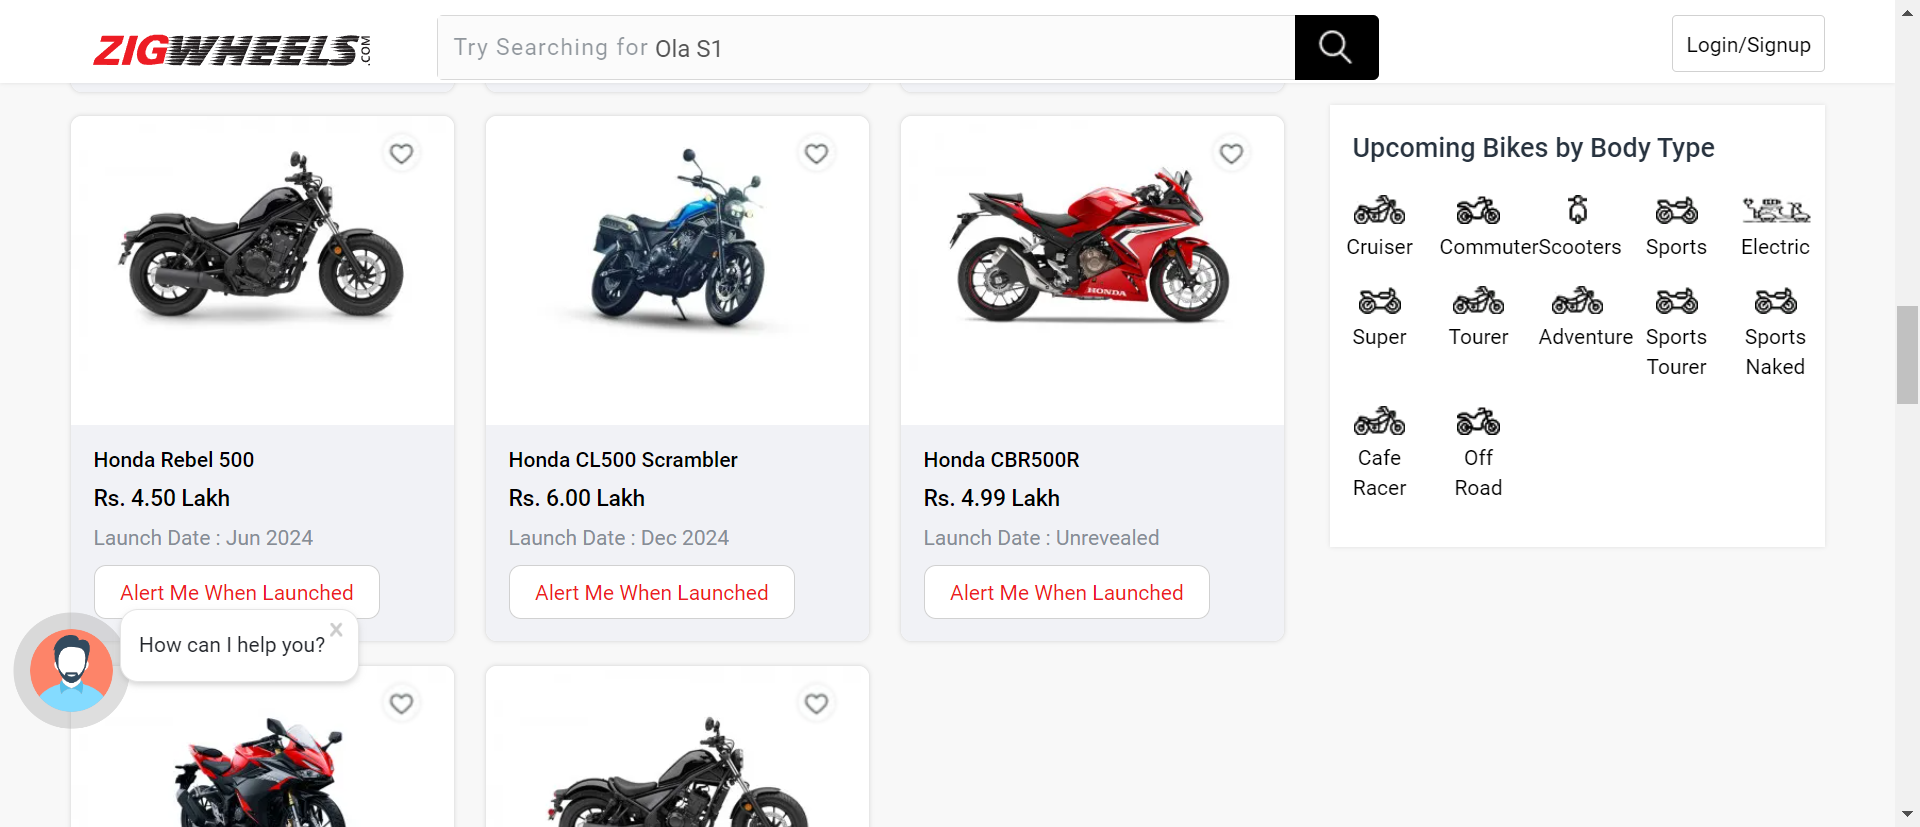 ZIGWHEELS.COM
Try Searching for Ola S1
Login/Signup
HONDA
Honda Rebel 500
Rs. 4.50 Lakh
Launch Date : Jun 2024
Alert Me When Launched
Honda CL500 Scrambler
Rs. 6.00 Lakh
Launch Date : Dec 2024
Alert Me When Launched
Honda CBR500R
Rs. 4.99 Lakh
Launch Date : Unrevealed
Alert Me When Launched
How can I help you?
Upcoming Bikes by Body Type
Cruiser
Commuter
Scooters
Sports
Electric
Super
Tourer
Adventure
Sports
Tourer
Sports
Naked
Cafe
Racer
Off
Road